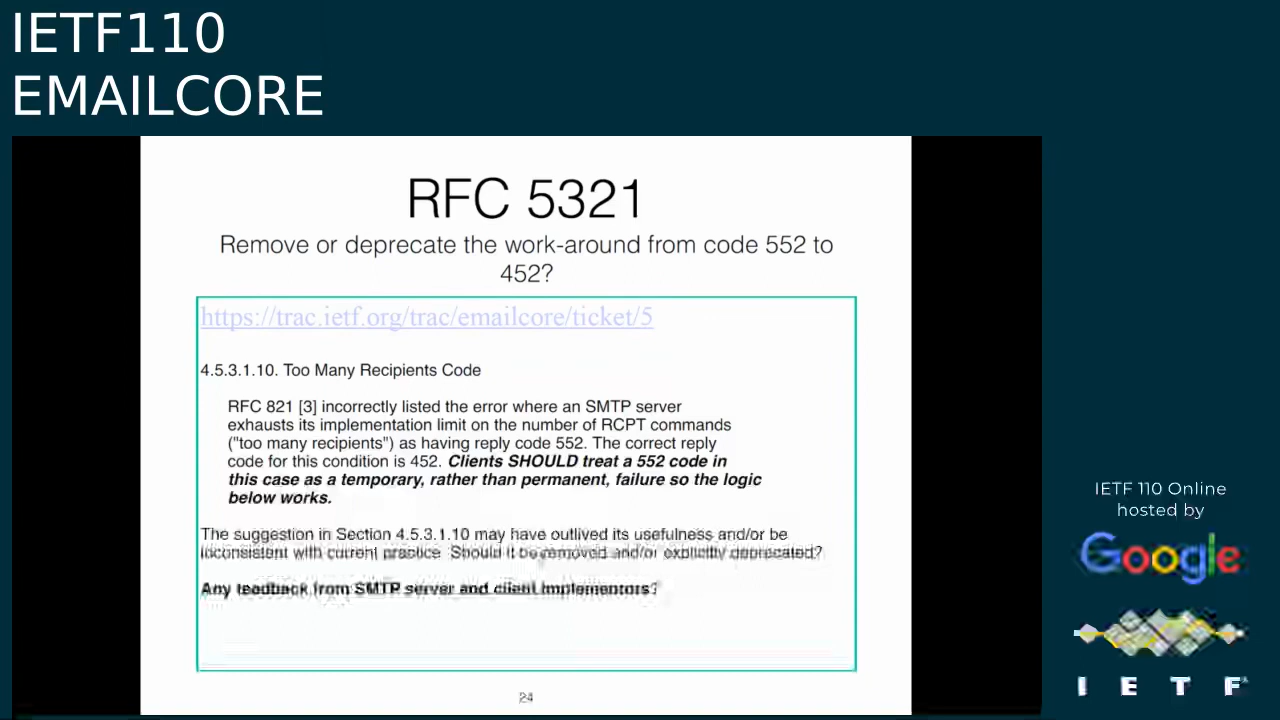 IETF110
EMAILCORE
RFC 5321
Remove or deprecate the work-around from code 552 to
452?
https://trac.ietf.org/trac/emailcore/ticket/5
4.5.3.1.10. Too Many Recipients Code
RFC 821 [3] incorrectly listed the error where an SMTP server
exhausts its implementation limit on the number of RCPT commands
("too many recipients") as having reply code 552. The correct reply
code for this condition is 452. Clients SHOULD treat a 552 code in
this case as a temporary, rather than permanent, failure so the logic
below works.
The suggestion in Section 4.5.3.1.10 may have outlived its usefulness and/or be
inconsistent with current practice. Should it be removed and/or explicitly deprecated?
Any feedback from SMTP server and client implementors?
24
IETF 110 Online
hosted by
Google
I E T F